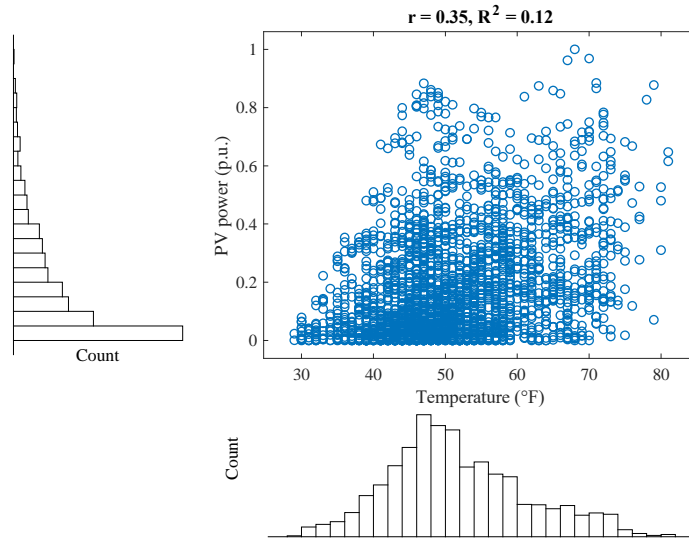 r = 0.35, R² = 0.12
PV power (p.u.)
1
0.8
0.6
0.4
0.2
0
30 40 50 60 70 80
Temperature (°F)
Count
Count